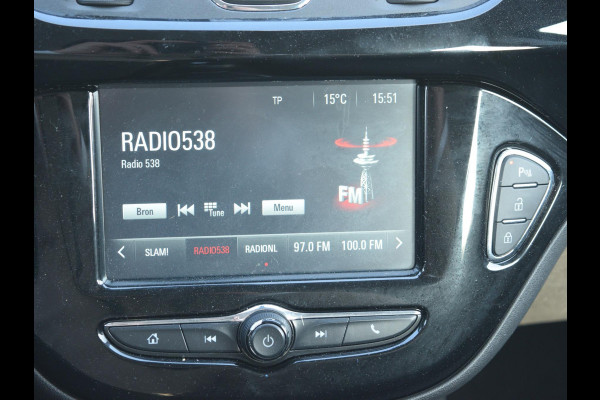 TP 15°C 15:51
RADIO538
Radio 538
FM
Bron Tune Menu
SLAM! RADIO538 RADIONL 97.0 FM 100.0 FM
P